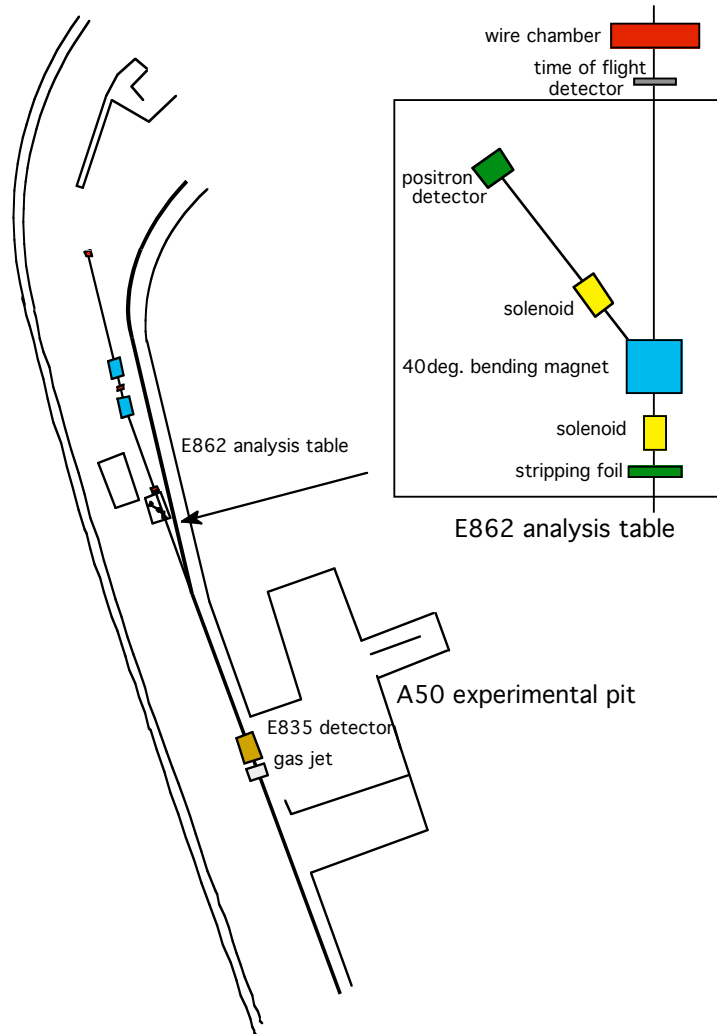 wire chamber
time of flight
detector
positron
detector
solenoid
40deg. bending magnet
solenoid
stripping foil
E862 analysis table
E862 analysis table
A50 experimental pit
E835 detector
gas jet